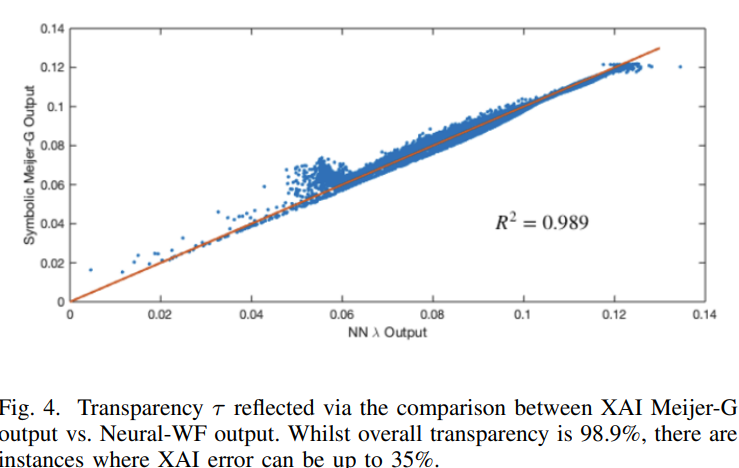 0.14
0.12
0.1
0.08
0.06
0.04
0.02
0
Symbolic Meijer-G Output
R² = 0.989
0 0.02 0.04 0.06 0.08 0.1 0.12 0.14
NN λ Output
Fig. 4. Transparency τ reflected via the comparison between XAI Meijer-G
output vs. Neural-WF output. Whilst overall transparency is 98.9%, there are
instances where XAI error can be up to 35%.